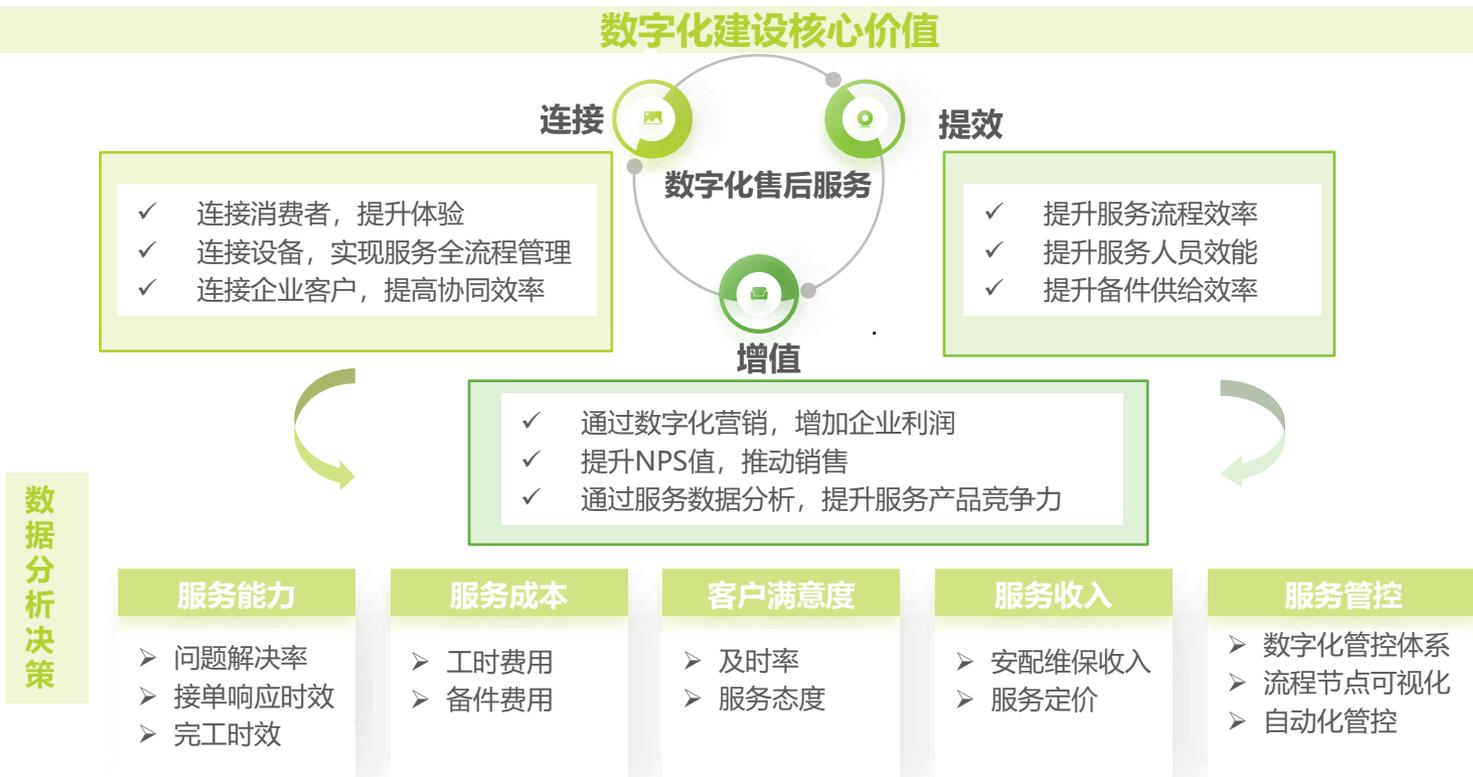 数字化建设核心价值
连接
提效
数字化售后服务
连接消费者，提升体验
连接设备，实现服务全流程管理
连接企业客户，提高协同效率
提升服务流程效率
提升服务人员效能
提升备件供给效率
增值
通过数字化营销，增加企业利润
提升NPS值，推动销售
通过服务数据分析，提升服务产品竞争力
数据分析决策
服务能力
问题解决率
接单响应时效
完工时效
服务成本
工时费用
备件费用
客户满意度
及时率
服务态度
服务收入
安配维保收入
服务定价
服务管控
数字化管控体系
流程节点可视化
自动化管控